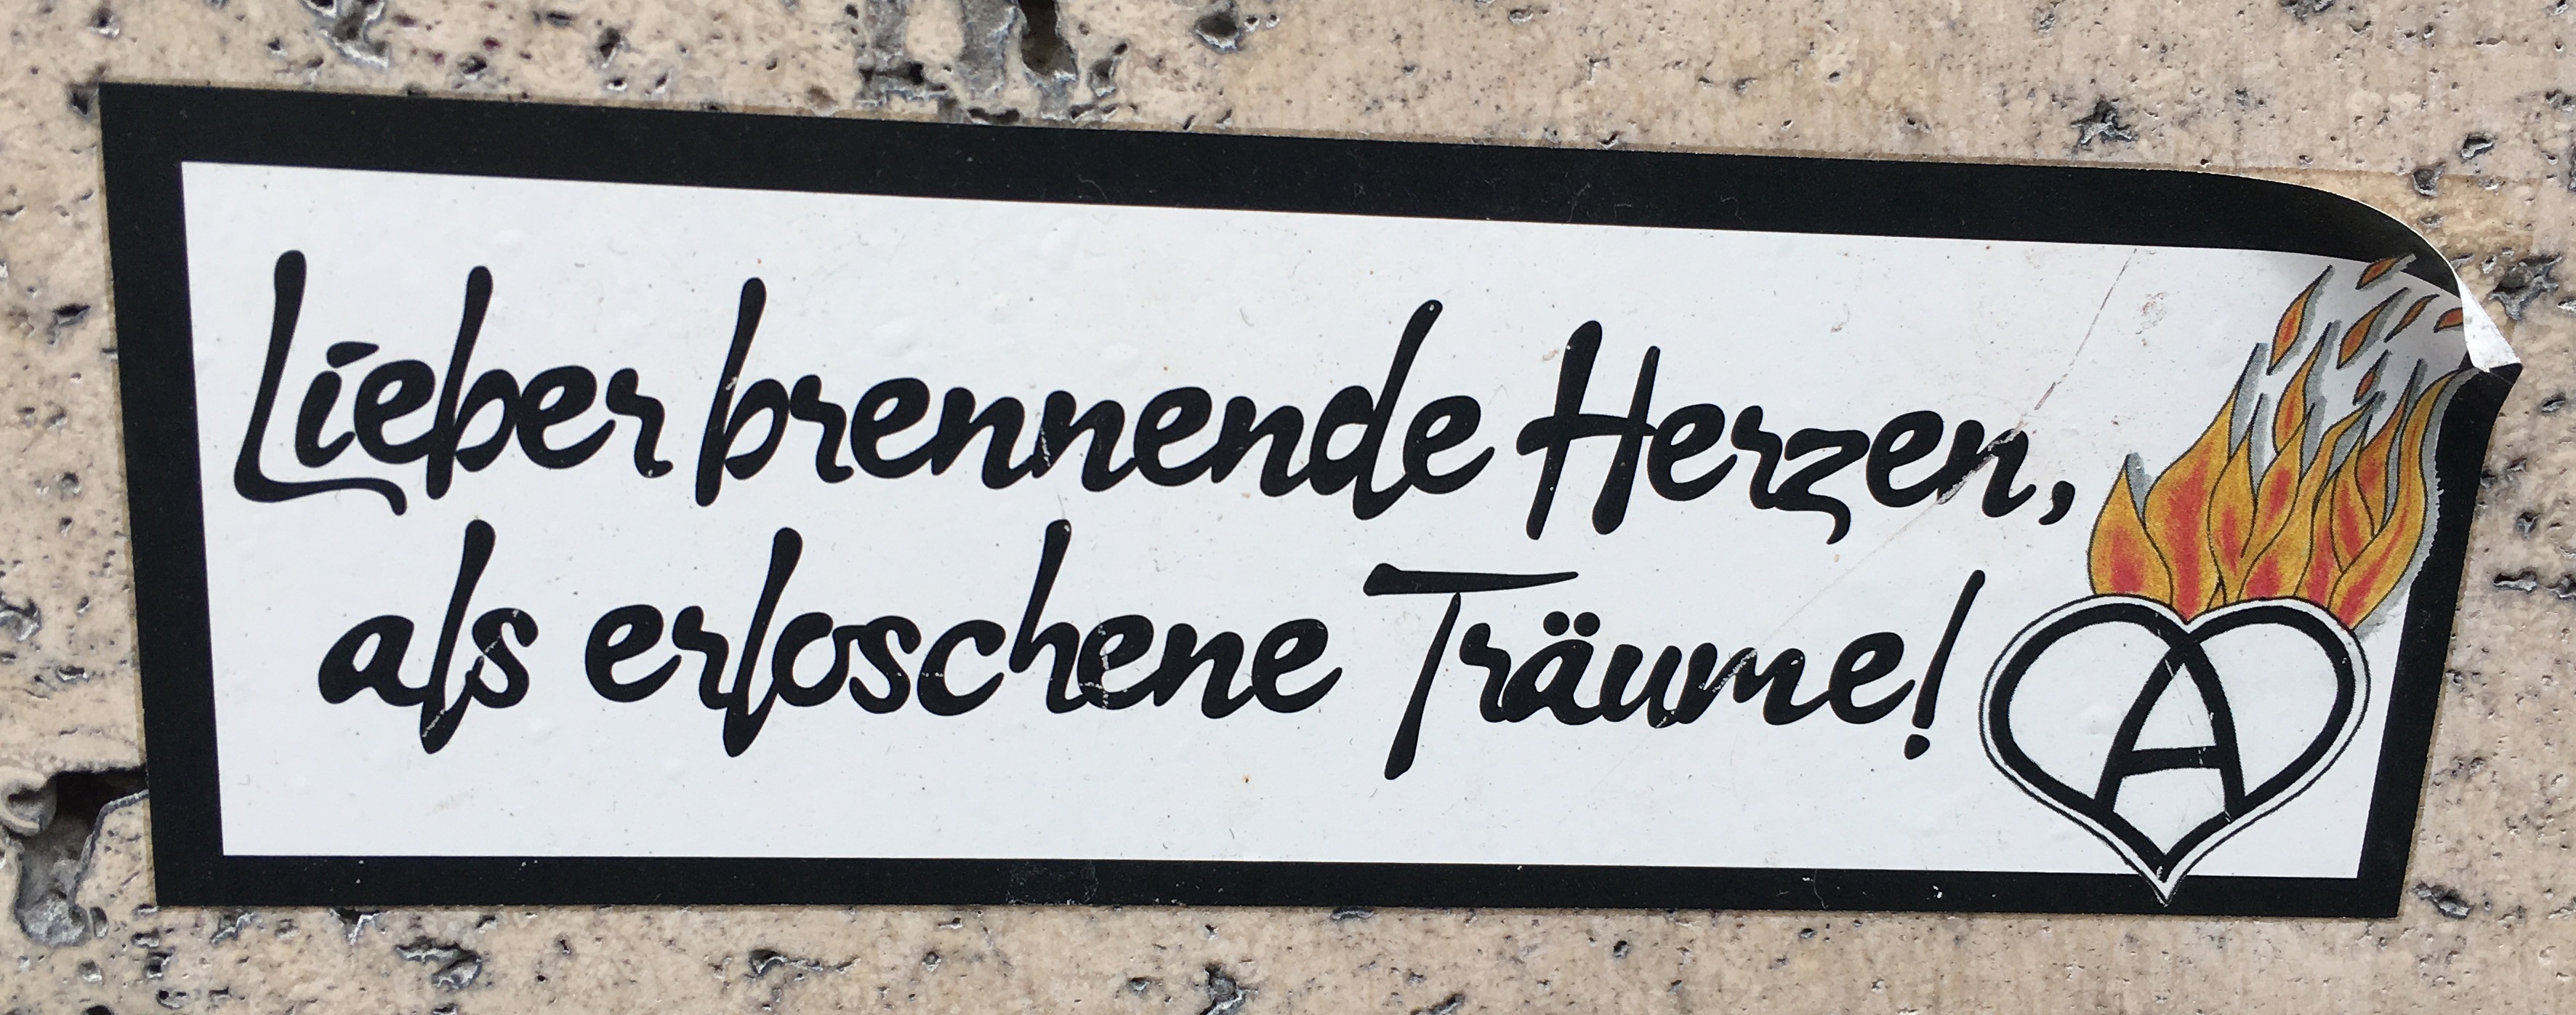 Lieber brennende Herzen,
als erloschene Träume!
A